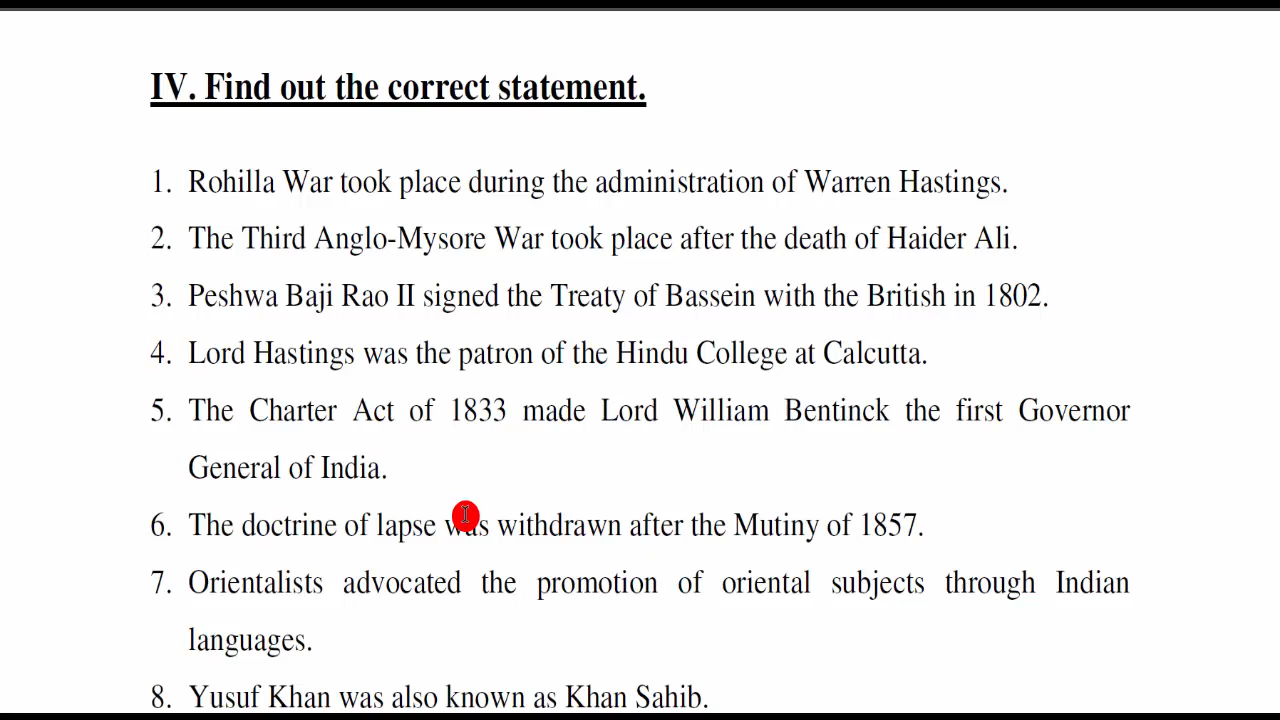 IV. Find out the correct statement.
1. Rohilla War took place during the administration of Warren Hastings.
2. The Third Anglo-Mysore War took place after the death of Haider Ali.
3. Peshwa Baji Rao II signed the Treaty of Bassein with the British in 1802.
4. Lord Hastings was the patron of the Hindu College at Calcutta.
5. The Charter Act of 1833 made Lord William Bentinck the first Governor
General of India.
6. The doctrine of lapse was withdrawn after the Mutiny of 1857.
7. Orientalists advocated the promotion of oriental subjects through Indian
languages.
8. Yusuf Khan was also known as Khan Sahib.